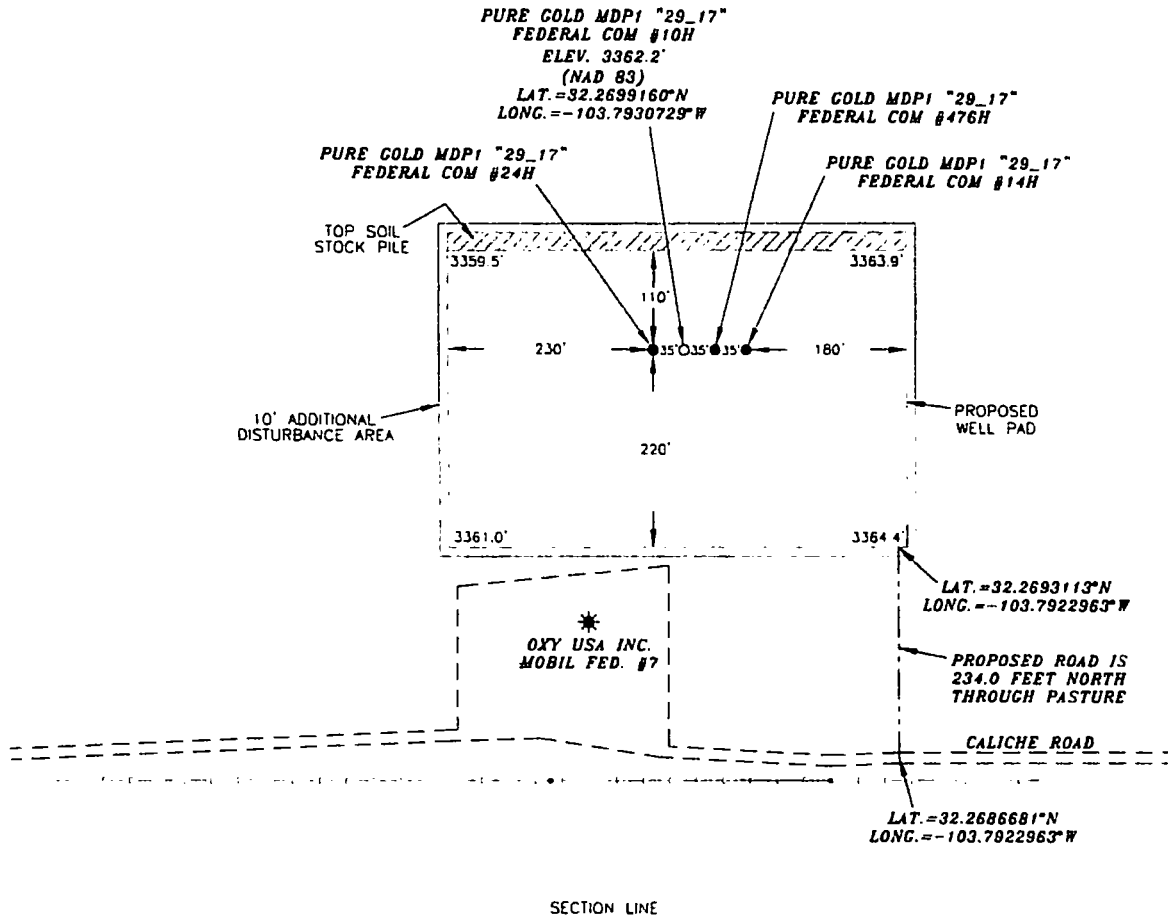 PURE GOLD MDP1 "29_17"
FEDERAL COM #10H
ELEV. 3362.2'
(NAD 83)
LAT.=32.2699160°N
LONG.=-103.7930729°W
PURE GOLD MDP1 "29_17"
FEDERAL COM #476H
PURE GOLD MDP1 "29_17"
FEDERAL COM #24H
PURE GOLD MDP1 "29_17"
FEDERAL COM #14H
TOP SOIL
STOCK PILE
3359.5'
3363.9'
110'
230'
35'
35'
35'
180'
10' ADDITIONAL
DISTURBANCE AREA
PROPOSED
WELL PAD
220'
3361.0'
3364.4'
LAT.=32.2693113°N
LONG.=-103.7922963°W
OXY USA INC.
MOBIL FED. #7
PROPOSED ROAD IS
234.0 FEET NORTH
THROUGH PASTURE
CALICHE ROAD
LAT.=32.2686681°N
LONG.=-103.7922963°W
SECTION LINE